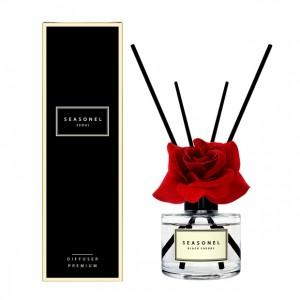 SEASONEL
SEOUL
DIFFUSER
PREMIUM
SEASONEL
BLACK CHERRY